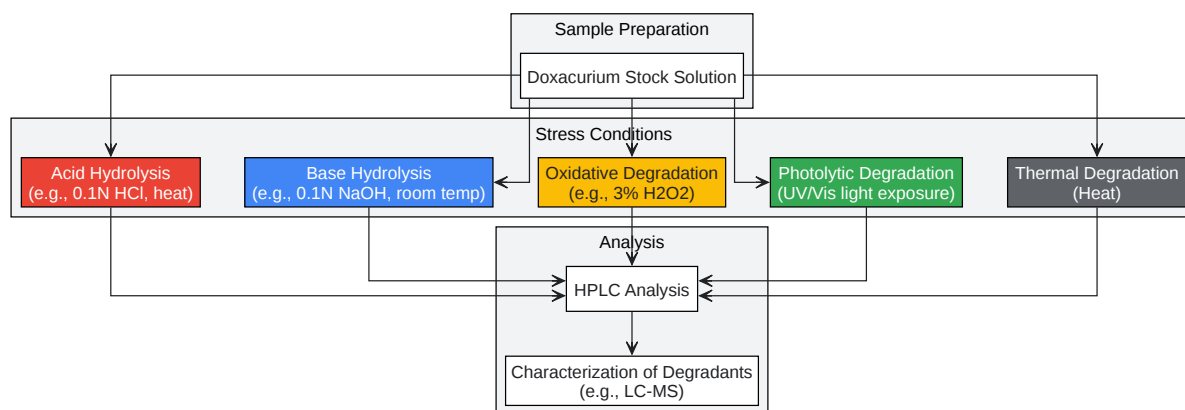 Sample Preparation
Doxacurium Stock Solution
Stress Conditions
Acid Hydrolysis
(e.g., 0.1N HCl, heat)
Base Hydrolysis
(e.g., 0.1N NaOH, room temp)
Oxidative Degradation
(e.g., 3% H2O2)
Photolytic Degradation
(UV/Vis light exposure)
Thermal Degradation
(Heat)
Analysis
HPLC Analysis
Characterization of Degradants
(e.g., LC-MS)